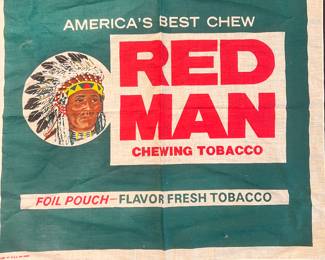 AMERICA'S BEST CHEW
RED
MAN
CHEWING TOBACCO
FOIL POUCH—FLAVOR FRESH TOBACCO